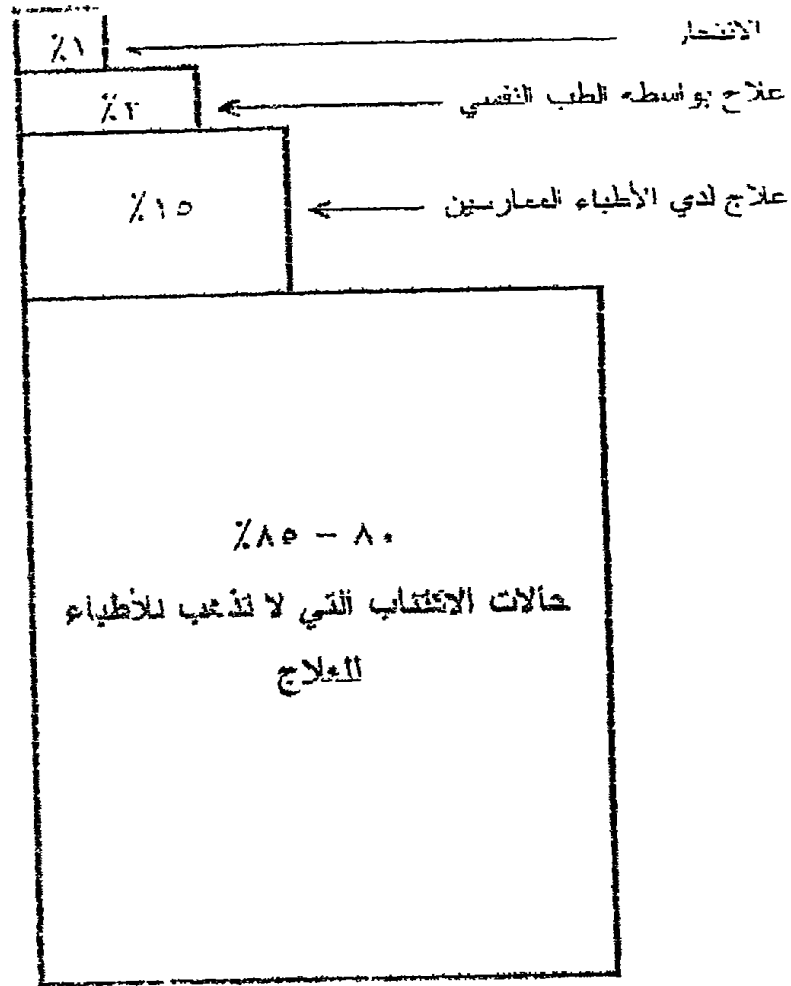 الانتحار
٪١
علاج بواسطة الطب النفسي
٪٢
علاج لدي الأطباء الممارسين
٪١٥
٨٠ – ٨٥٪
حالات الاكتئاب التي لا تذهب للأطباء
للعلاج